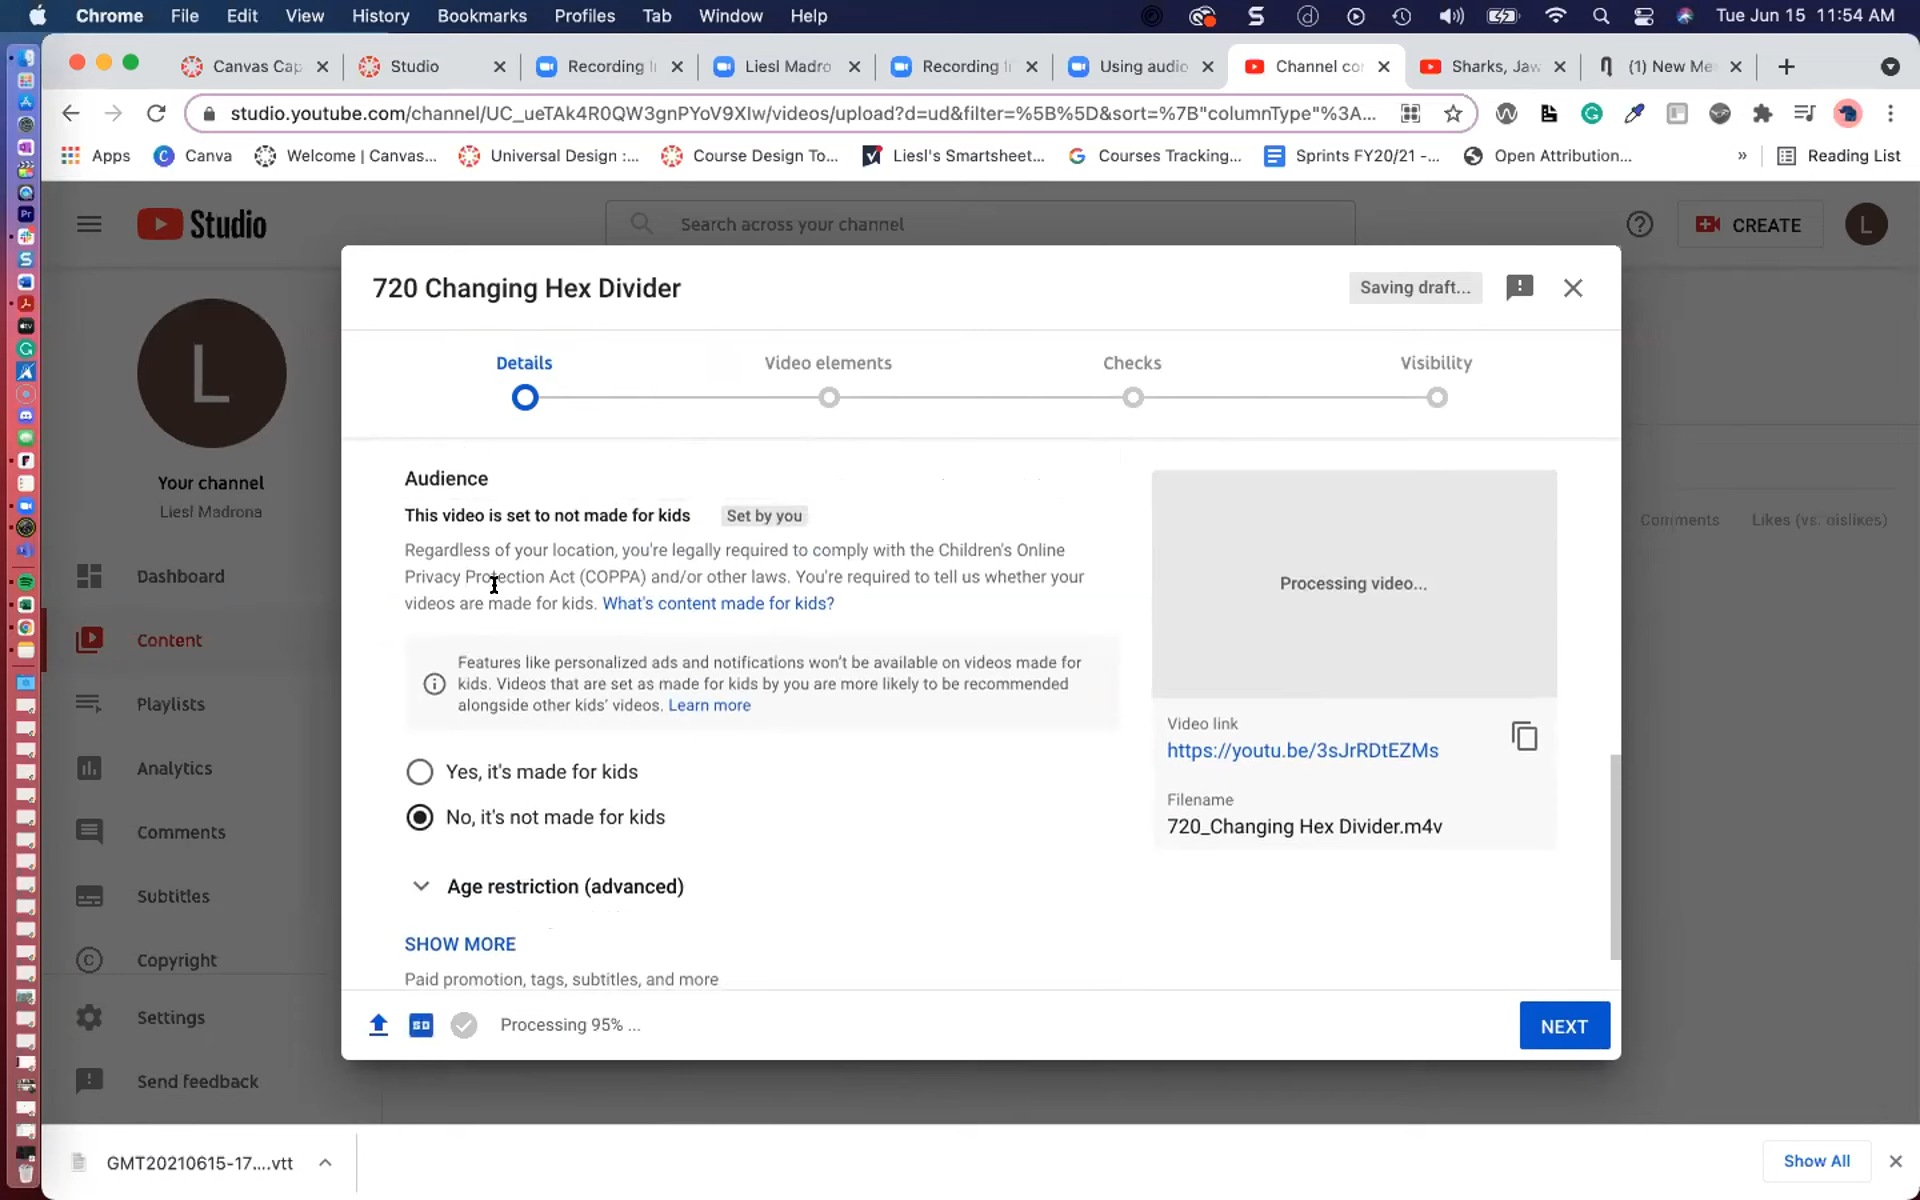 Chrome File Edit View History Bookmarks Profiles Tab Window Help Tue Jun 15 11:54 AM
Canvas Cap Studio Recording Liesl Madro Recording Using audio Channel co Sharks, Jaw (1) New Me
studio.youtube.com/channel/UC_ueTAk4R0QW3gnPYoV9XIw/videos/upload?d=ud&filter=%5B%5D&sort=%7B"columnType"%3A...
Apps Canva Welcome | Canvas... Universal Design :... Course Design To... Liesl's Smartsheet... Courses Tracking... Sprints FY20/21 -... Open Attribution... » Reading List
Studio Search across your channel CREATE L
720 Changing Hex Divider Saving draft...
Details Video elements Checks Visibility
L
Your channel
Liesl Madrona
Dashboard
Content
Playlists
Analytics
Comments
Subtitles
Copyright
Settings
Send feedback
Audience
This video is set to not made for kids Set by you
Regardless of your location, you're legally required to comply with the Children's Online
Privacy Protection Act (COPPA) and/or other laws. You're required to tell us whether your
videos are made for kids. What's content made for kids?
Features like personalized ads and notifications won't be available on videos made for
kids. Videos that are set as made for kids by you are more likely to be recommended
alongside other kids' videos. Learn more
Yes, it's made for kids
No, it's not made for kids
Age restriction (advanced)
SHOW MORE
Paid promotion, tags, subtitles, and more
Processing video...
Video link
https://youtu.be/3sJrRDtEZMs
Filename
720_Changing Hex Divider.m4v
Comments Likes (vs. dislikes)
SD Processing 95% ... NEXT
GMT20210615-17....vtt Show All